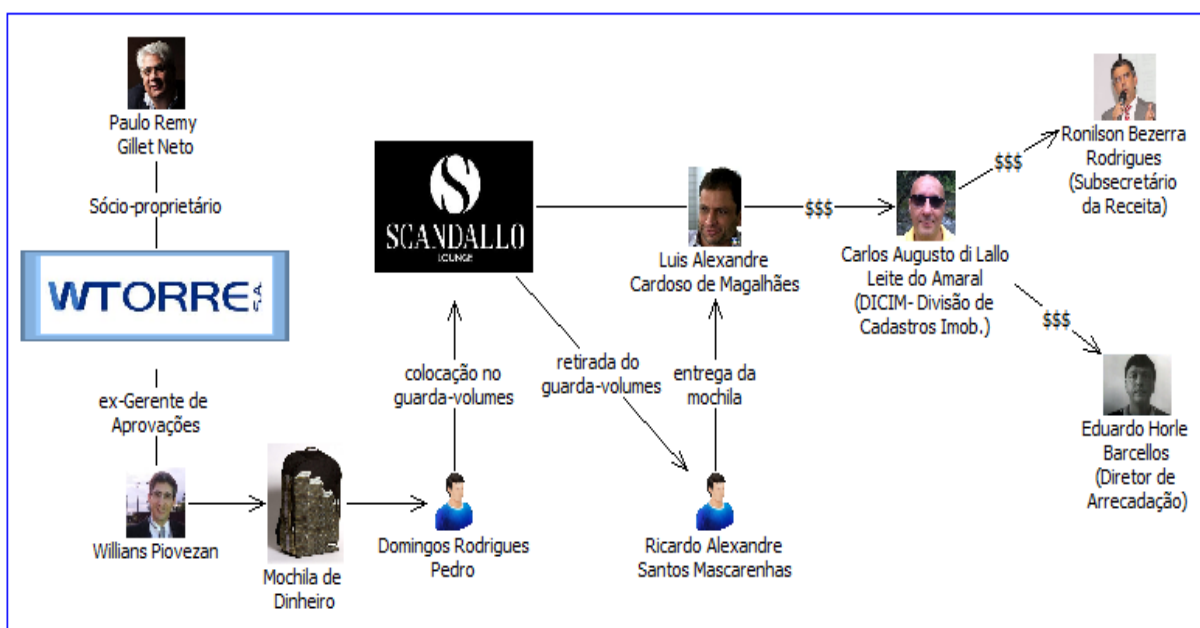 Paulo Remy
Gillet Neto
Sócio-proprietário
WTORRE S.A.
ex-Gerente de
Aprovações
Willians Piovezan
Mochila de
Dinheiro
S
SCANDALLO
LOUNGE
colocação no
guarda-volumes
Domingos Rodrigues
Pedro
retirada do
guarda-volumes
Ricardo Alexandre
Santos Mascarenhas
entrega da
mochila
Luis Alexandre
Cardoso de Magalhães
$$$
Carlos Augusto di Lallo
Leite do Amaral
(DICIM- Divisão de
Cadastros Imob.)
$$$
Ronilson Bezerra
Rodrigues
(Subsecretário
da Receita)
$$$
Eduardo Horle
Barcellos
(Diretor de
Arrecadação)